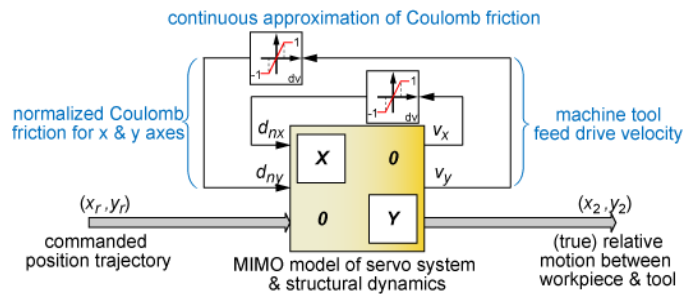 continuous approximation of Coulomb friction
1
-1
dv
1
-1
dv
normalized Coulomb
friction for x & y axes
machine tool
feed drive velocity
d_nx
v_x
X
0
d_ny
v_y
0
Y
(x_r, y_r)
(x_2, y_2)
commanded
position trajectory
MIMO model of servo system
& structural dynamics
(true) relative
motion between
workpiece & tool